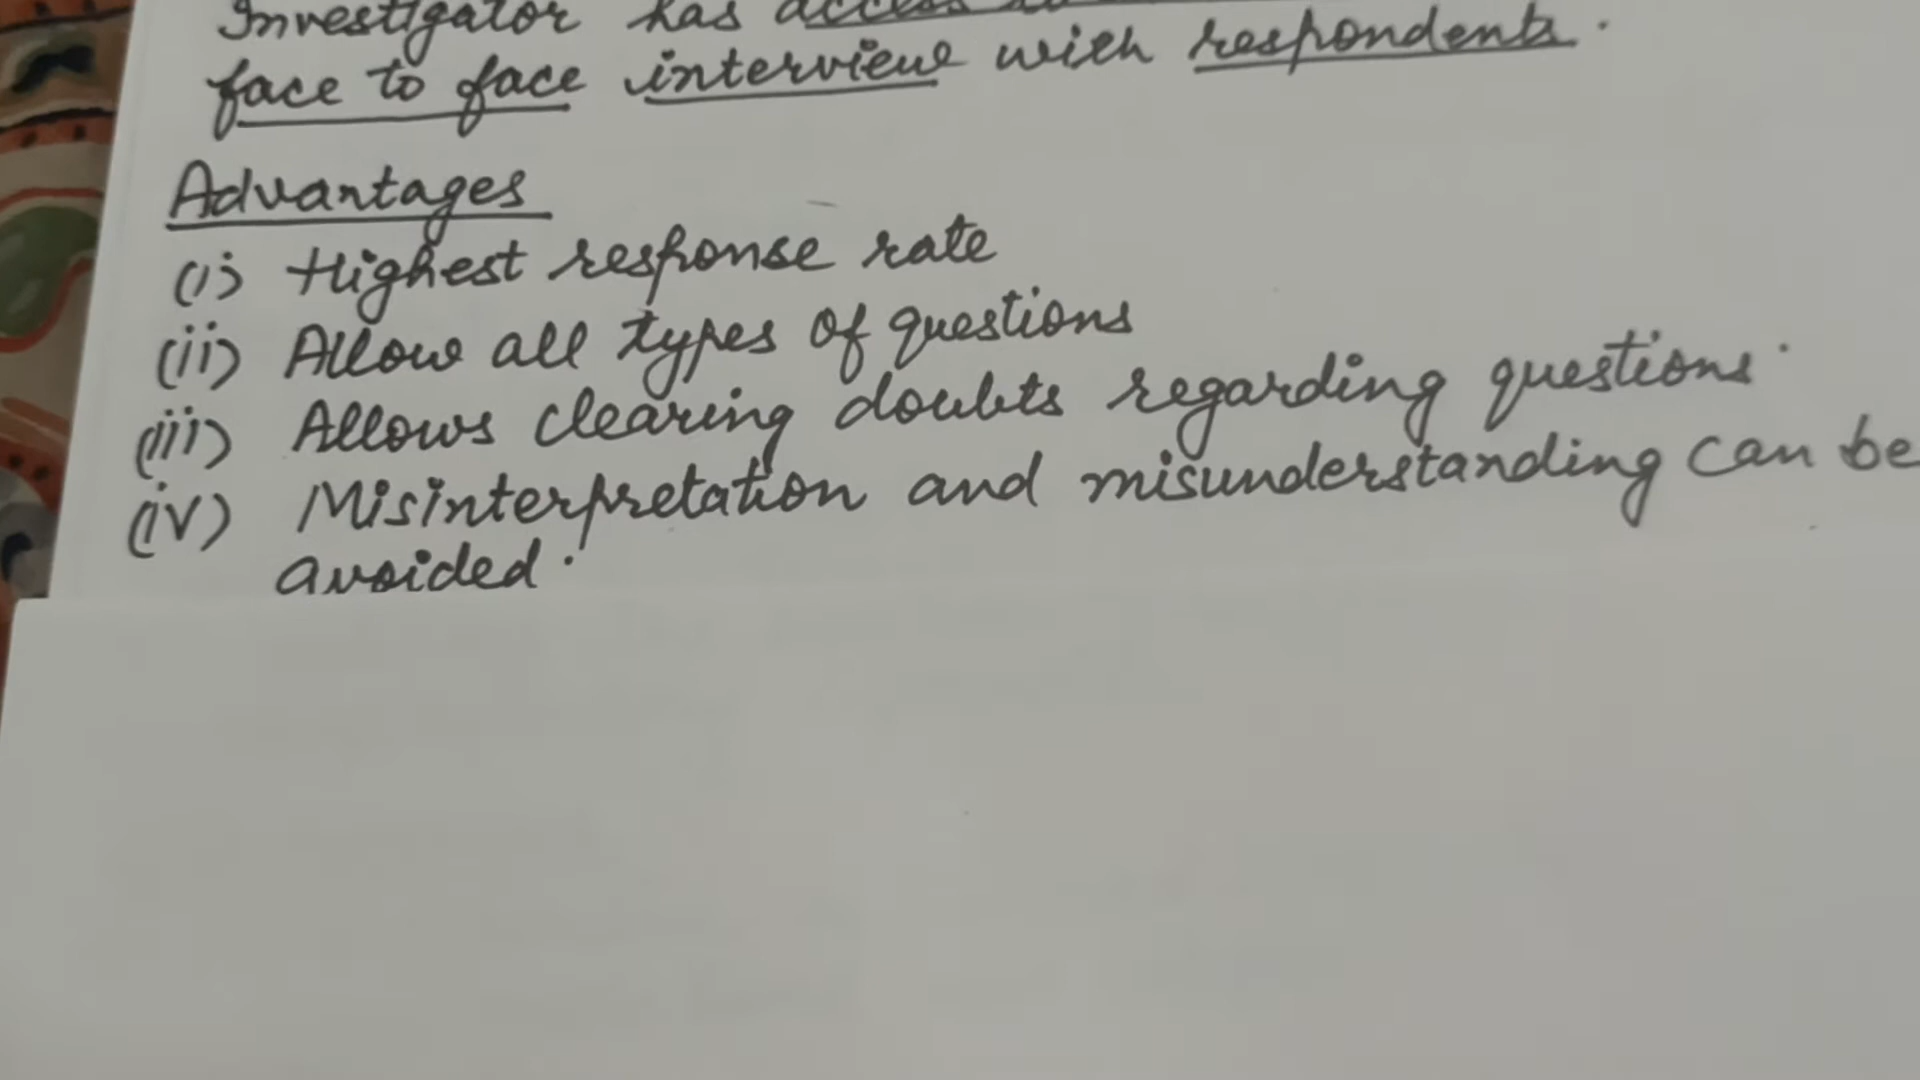 Investigator has access
face to face interview with respondents.
Advantages
(i) Highest response rate
(ii) Allow all types of questions
(iii) Allows clearing doubts regarding questions.
(iv) Misinterpretation and misunderstanding can be
avoided.